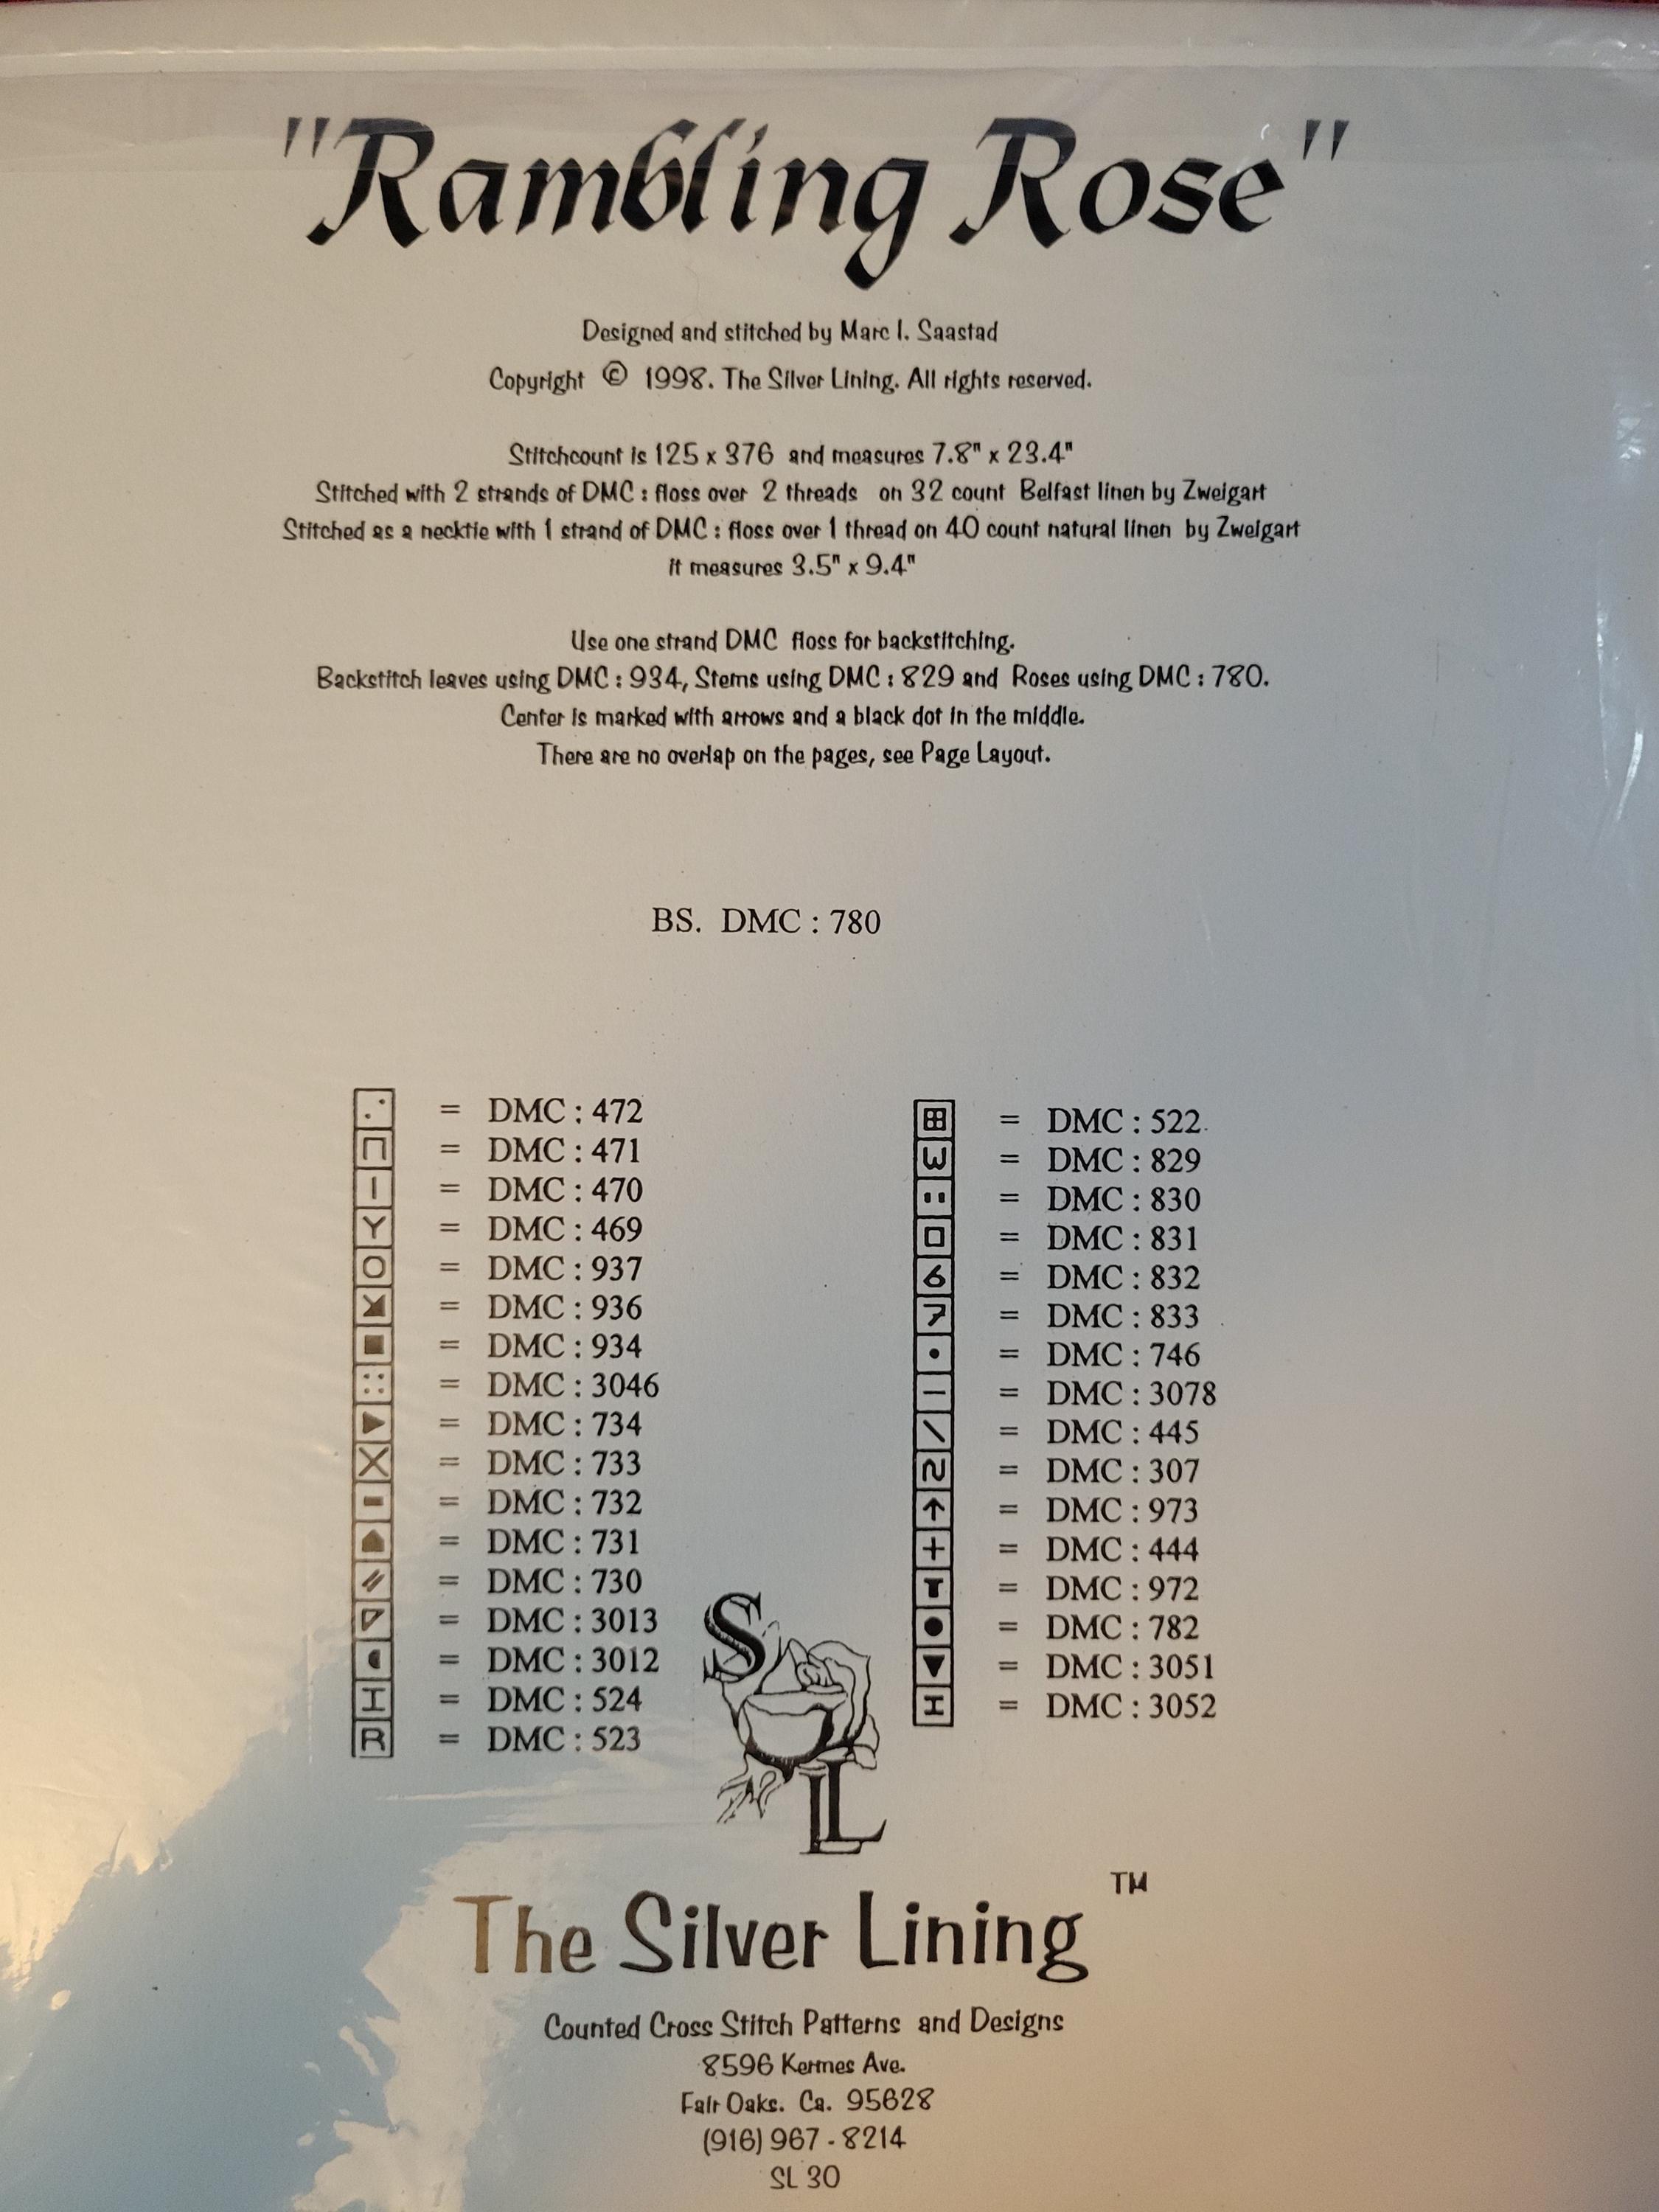 "Rambling Rose"
Designed and stitched by Marc I. Saastad
Copyright © 1998. The Silver Lining. All rights reserved.
Stitchcount is 125 x 376 and measures 7.8" x 23.4"
Stitched with 2 strands of DMC : floss over 2 threads on 32 count Belfast linen by Zweigart
Stitched as a necktie with 1 strand of DMC : floss over 1 thread on 40 count natural linen by Zweigart
it measures 3.5" x 9.4"
Use one strand DMC floss for backstitching.
Backstitch leaves using DMC : 934, Stems using DMC : 829 and Roses using DMC : 780.
Center is marked with arrows and a black dot in the middle.
There are no overlap on the pages, see Page Layout.
BS. DMC : 780
= DMC : 472
= DMC : 471
= DMC : 470
Y = DMC : 469
O = DMC : 937
= DMC : 936
■ = DMC : 934
= DMC : 3046
= DMC : 734
X = DMC : 733
= DMC : 732
= DMC : 731
= DMC : 730
= DMC : 3013
= DMC : 3012
I = DMC : 524
R = DMC : 523
= DMC : 522
= DMC : 829
= DMC : 830
= DMC : 831
6 = DMC : 832
= DMC : 833
• = DMC : 746
– = DMC : 3078
\ = DMC : 445
= DMC : 307
↑ = DMC : 973
+ = DMC : 444
T = DMC : 972
● = DMC : 782
▼ = DMC : 3051
I = DMC : 3052
S
L
The Silver Lining ™
Counted Cross Stitch Patterns and Designs
8596 Kermes Ave.
Fair Oaks. Ca. 95628
(916) 967 - 8214
SL 30